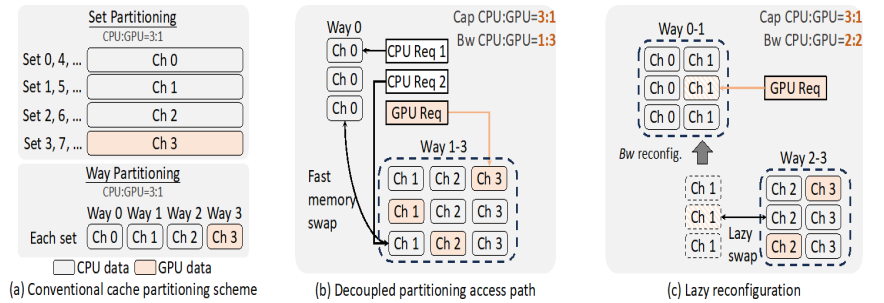 Set Partitioning
CPU:GPU=3:1
Set 0, 4, ...
Ch 0
Set 1, 5, ...
Ch 1
Set 2, 6, ...
Ch 2
Set 3, 7, ...
Ch 3
Way Partitioning
CPU:GPU=3:1
Way 0 Way 1 Way 2 Way 3
Each set Ch 0 Ch 1 Ch 2 Ch 3
CPU data GPU data
(a) Conventional cache partitioning scheme
Cap CPU:GPU=3:1
Bw CPU:GPU=1:3
Way 0
Ch 0
Ch 0
Ch 0
CPU Req 1
CPU Req 2
GPU Req
Way 1-3
Fast
memory
swap
Ch 1 Ch 2 Ch 3
Ch 1 Ch 2 Ch 3
Ch 1 Ch 2 Ch 3
(b) Decoupled partitioning access path
Cap CPU:GPU=3:1
Bw CPU:GPU=2:2
Way 0-1
Ch 0 Ch 1
Ch 0 Ch 1
Ch 0 Ch 1
GPU Req
Bw reconfig.
Way 2-3
Ch 1
Ch 1
Ch 1
Lazy
swap
Ch 2 Ch 3
Ch 2 Ch 3
Ch 2 Ch 3
(c) Lazy reconfiguration